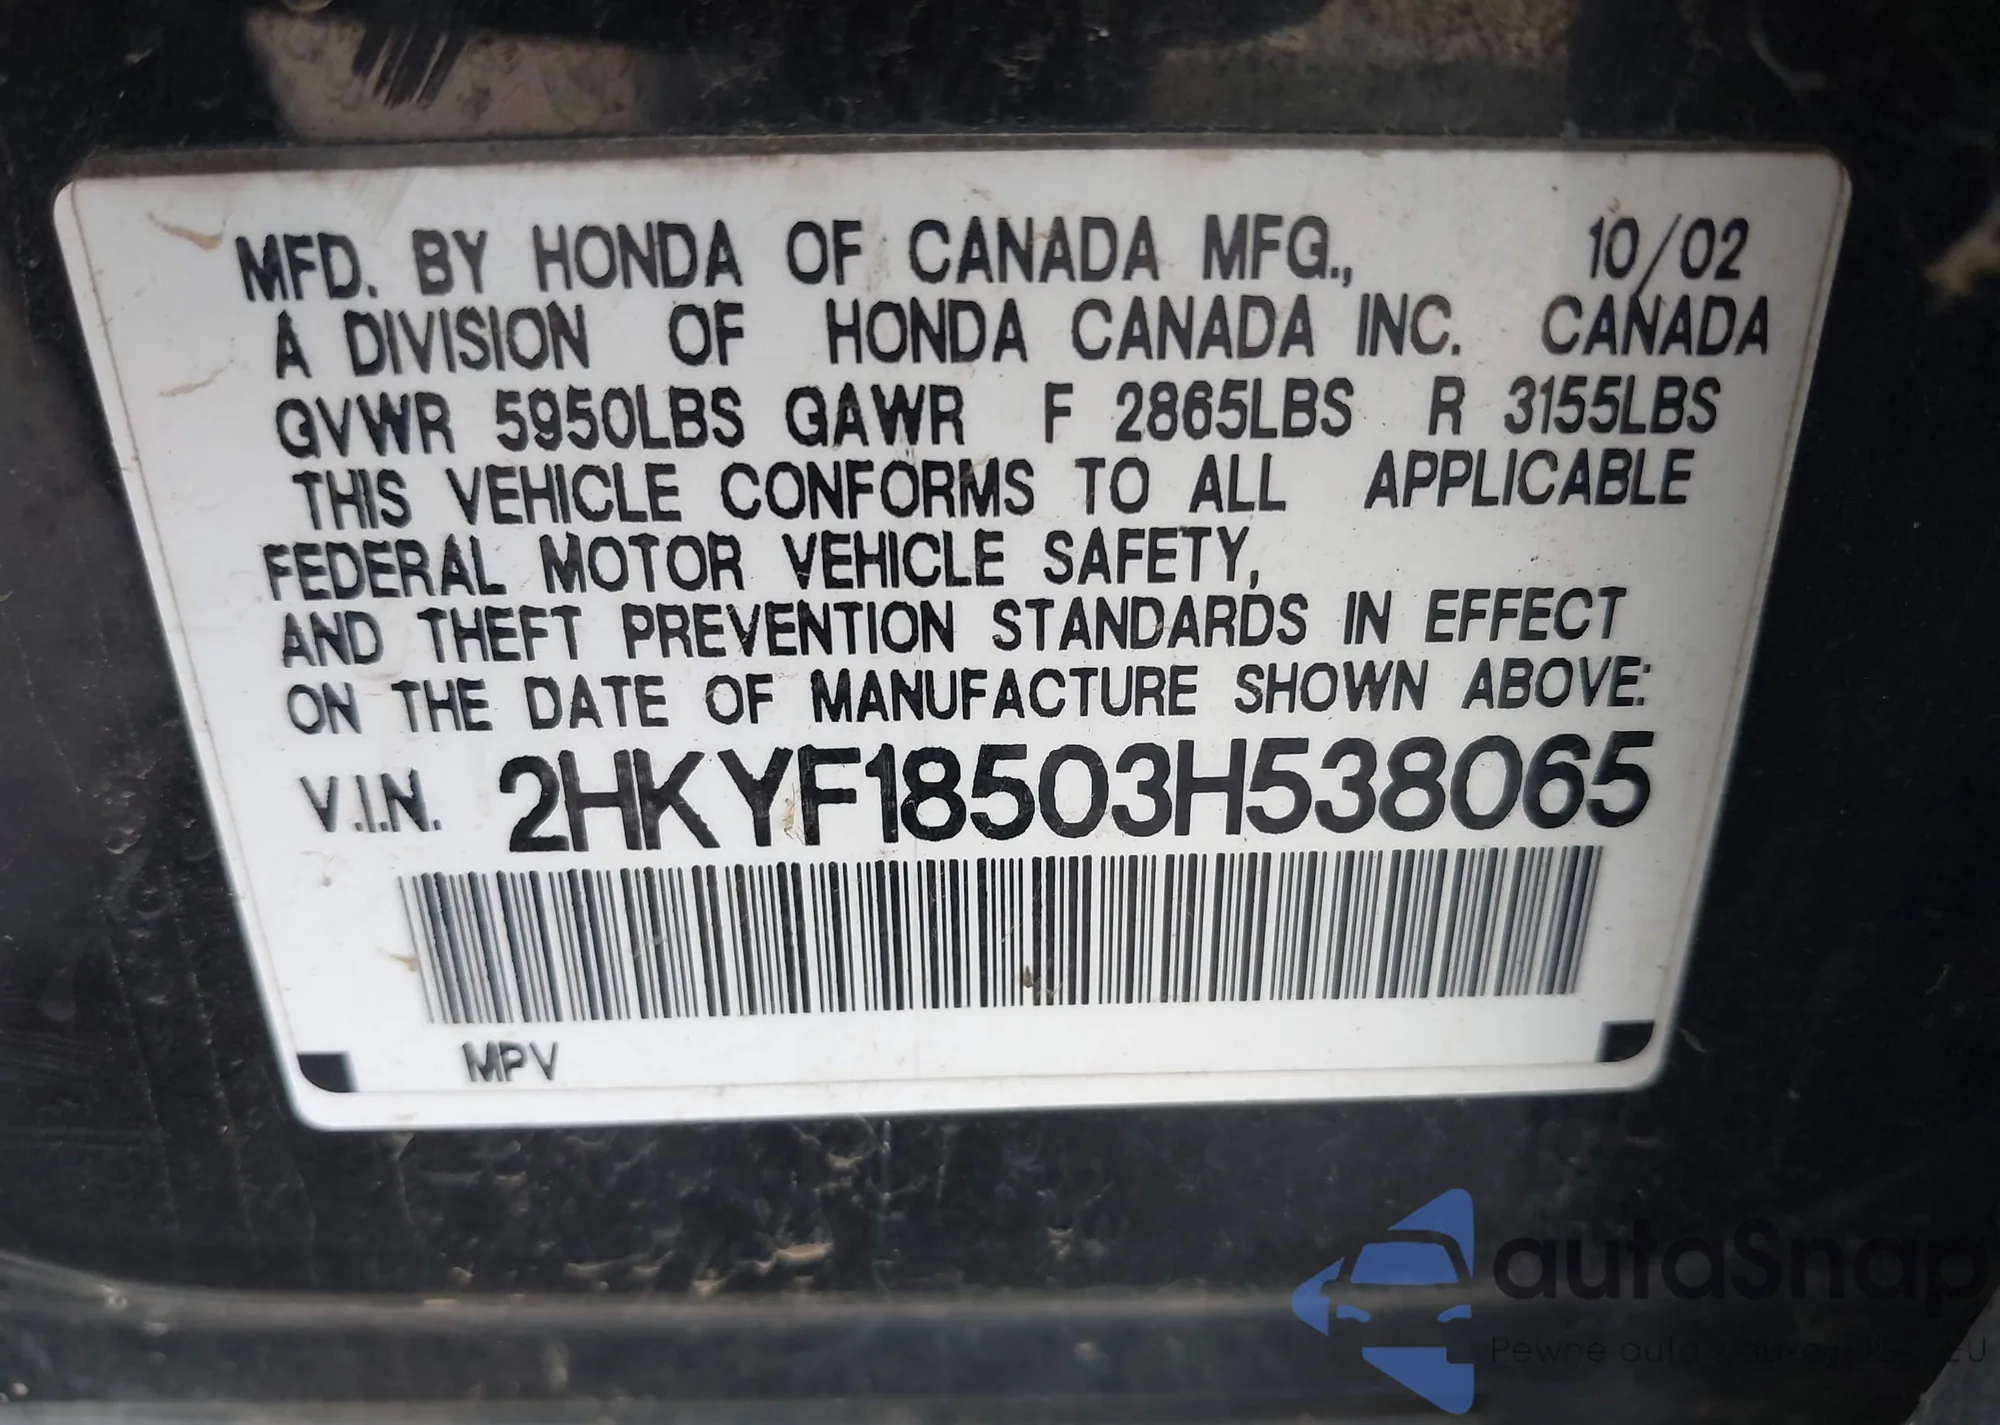 MFD. BY HONDA OF CANADA MFG., 10/02
A DIVISION OF HONDA CANADA INC. CANADA
GVWR 5950LBS GAWR F 2865LBS R 3155LBS
THIS VEHICLE CONFORMS TO ALL APPLICABLE
FEDERAL MOTOR VEHICLE SAFETY,
AND THEFT PREVENTION STANDARDS IN EFFECT
ON THE DATE OF MANUFACTURE SHOWN ABOVE:
V.I.N. 2HKYF18503H538065
MPV
autaSnap
Pewne auta